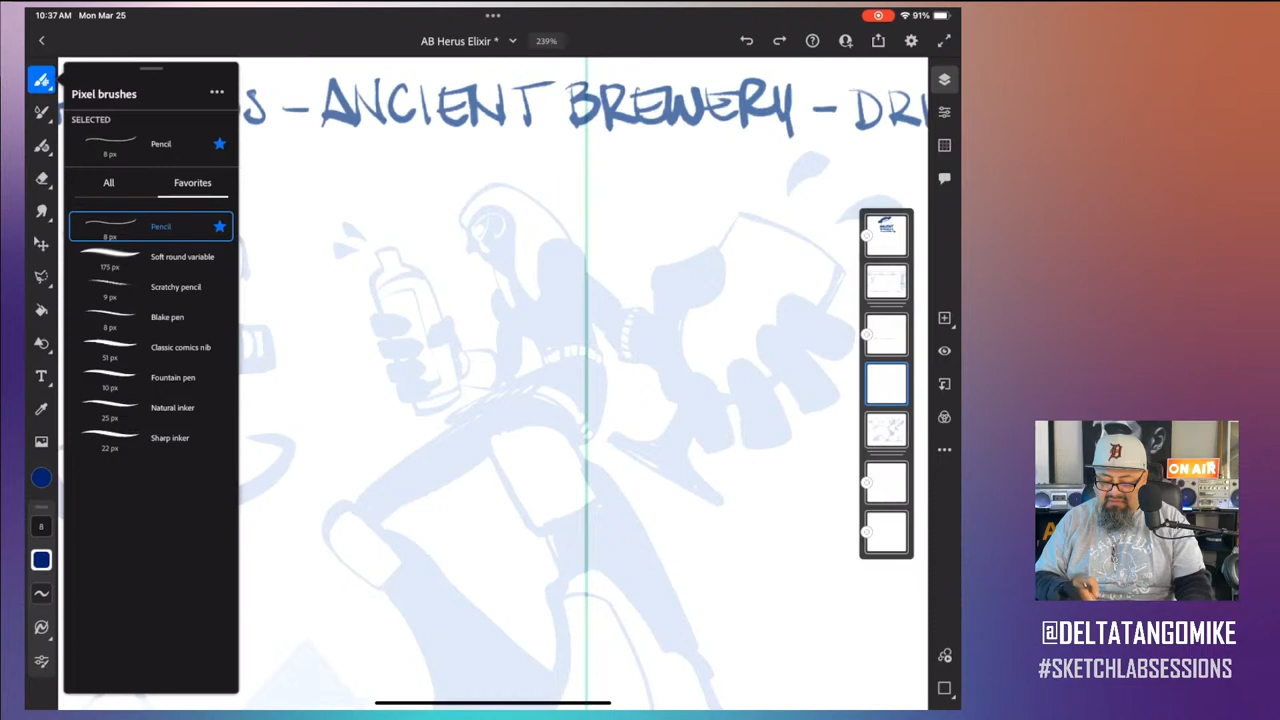 10:37 AM Mon Mar 25
91%
AB Herus Elixir *
239%
Pixel brushes
SELECTED
8 px
Pencil
All
Favorites
Pencil
8 px
Soft round variable
175 px
Scratchy pencil
9 px
Blake pen
8 px
Classic comics nib
51 px
Fountain pen
10 px
Natural inker
25 px
Sharp inker
22 px
8
T
S – ANCIENT BREWERY – DRI
D
ON AIR
@DELTATANGOMIKE
#SKETCHLABSESSIONS